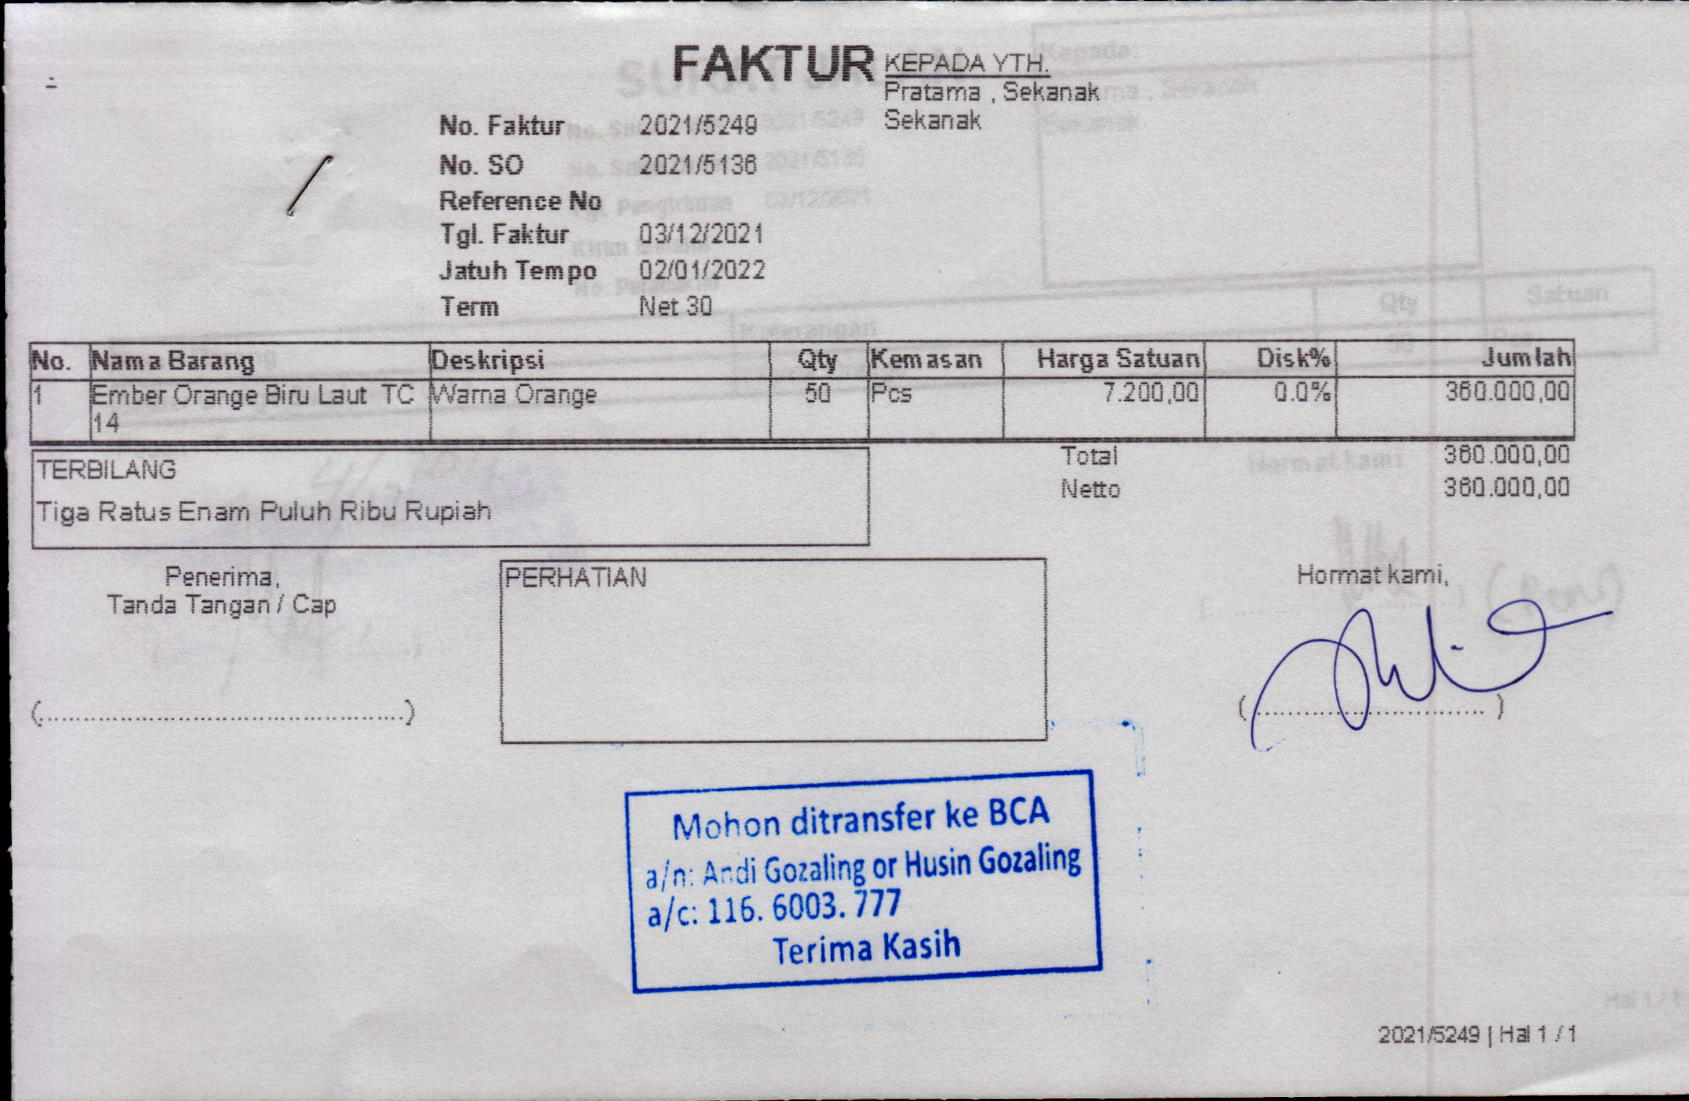 FAKTUR
KEPADA YTH.
Pratama , Sekanak
Sekanak
No. Faktur 2021/5249
No. SO 2021/5136
Reference No
Tgl. Faktur 03/12/2021
Jatuh Tempo 02/01/2022
Term Net 30
No. Nama Barang Deskripsi Qty Kemasan Harga Satuan Disk% Jumlah
1 Ember Orange Biru Laut TC Warna Orange 50 Pcs 7.200,00 0.0% 360.000,00
14
TERBILANG
Tiga Ratus Enam Puluh Ribu Rupiah
Total 360.000,00
Netto 360.000,00
Penerima,
Tanda Tangan / Cap
(..................................................)
PERHATIAN
Hormat kami,
(................................)
Mohon ditransfer ke BCA
a/n: Andi Gozaling or Husin Gozaling
a/c: 116. 6003. 777
Terima Kasih
2021/5249 | Hal 1 / 1